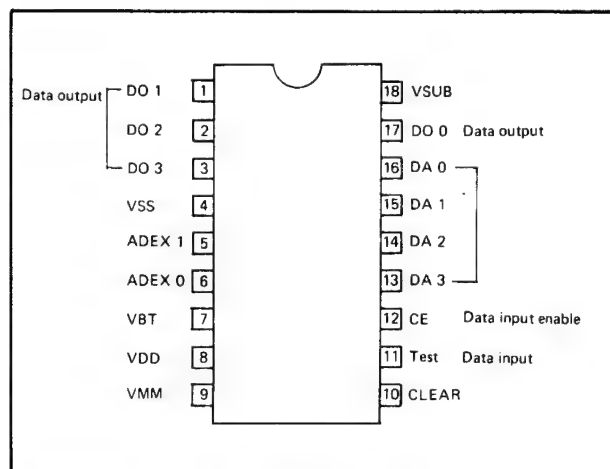 DO 1 1 18 VSUB
Data output
DO 2 2 17 DO 0 Data output
DO 3 3 16 DA 0
VSS 4 15 DA 1
ADEX 1 5 14 DA 2
ADEX 0 6 13 DA 3
VBT 7 12 CE Data input enable
VDD 8 11 Test Data input
VMM 9 10 CLEAR